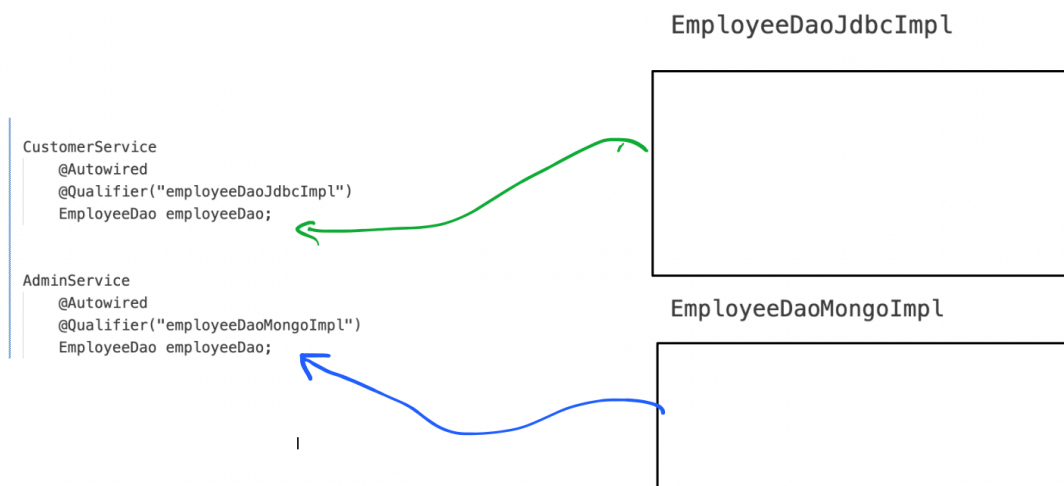 EmployeeDaoJdbcImpl
CustomerService
@Autowired
@Qualifier("employeeDaoJdbcImpl")
EmployeeDao employeeDao;
AdminService
@Autowired
@Qualifier("employeeDaoMongoImpl")
EmployeeDao employeeDao;
EmployeeDaoMongoImpl